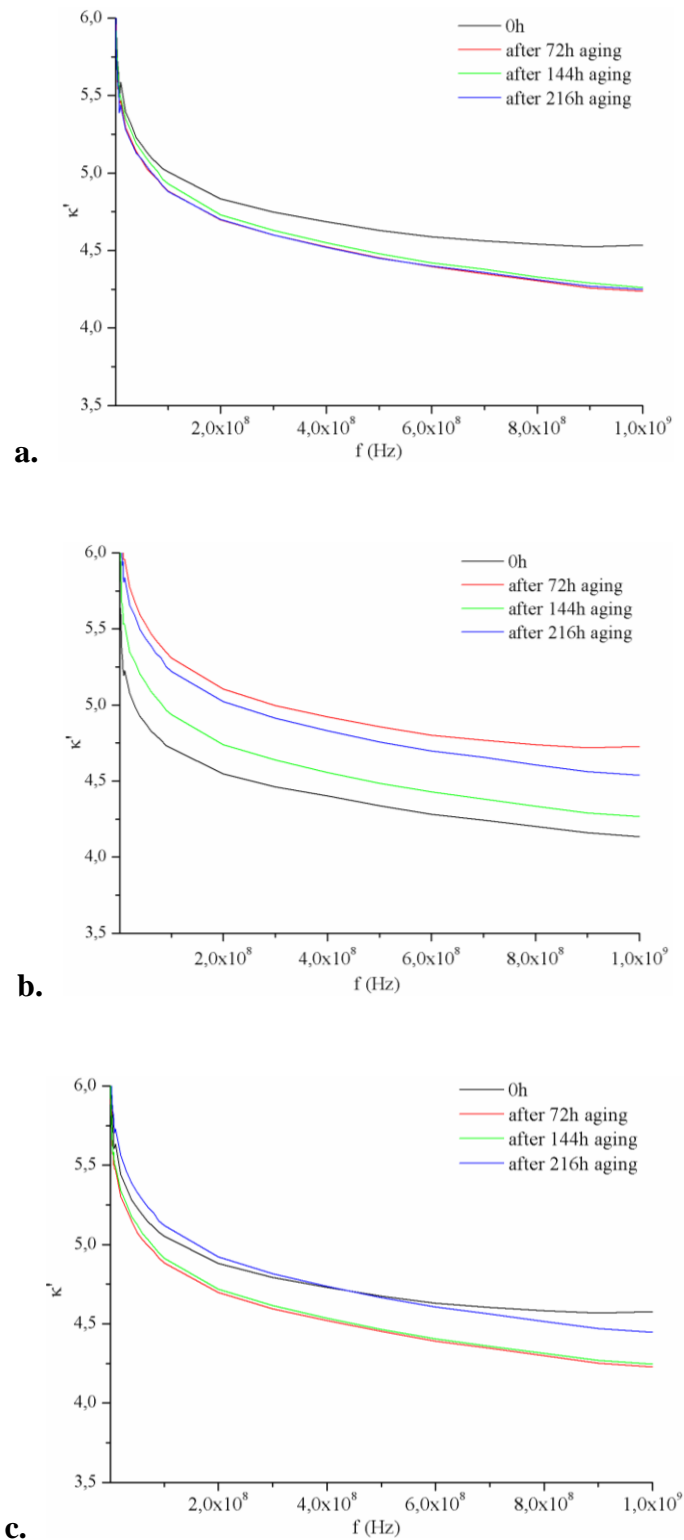 6,0
5,5
5,0
4,5
4,0
3,5
κ'
0h
after 72h aging
after 144h aging
after 216h aging
2,0x10⁸
4,0x10⁸
6,0x10⁸
8,0x10⁸
1,0x10⁹
f (Hz)
a.
6,0
5,5
5,0
4,5
4,0
3,5
κ'
0h
after 72h aging
after 144h aging
after 216h aging
2,0x10⁸
4,0x10⁸
6,0x10⁸
8,0x10⁸
1,0x10⁹
f (Hz)
b.
6,0
5,5
5,0
4,5
4,0
3,5
κ'
0h
after 72h aging
after 144h aging
after 216h aging
2,0x10⁸
4,0x10⁸
6,0x10⁸
8,0x10⁸
1,0x10⁹
f (Hz)
c.